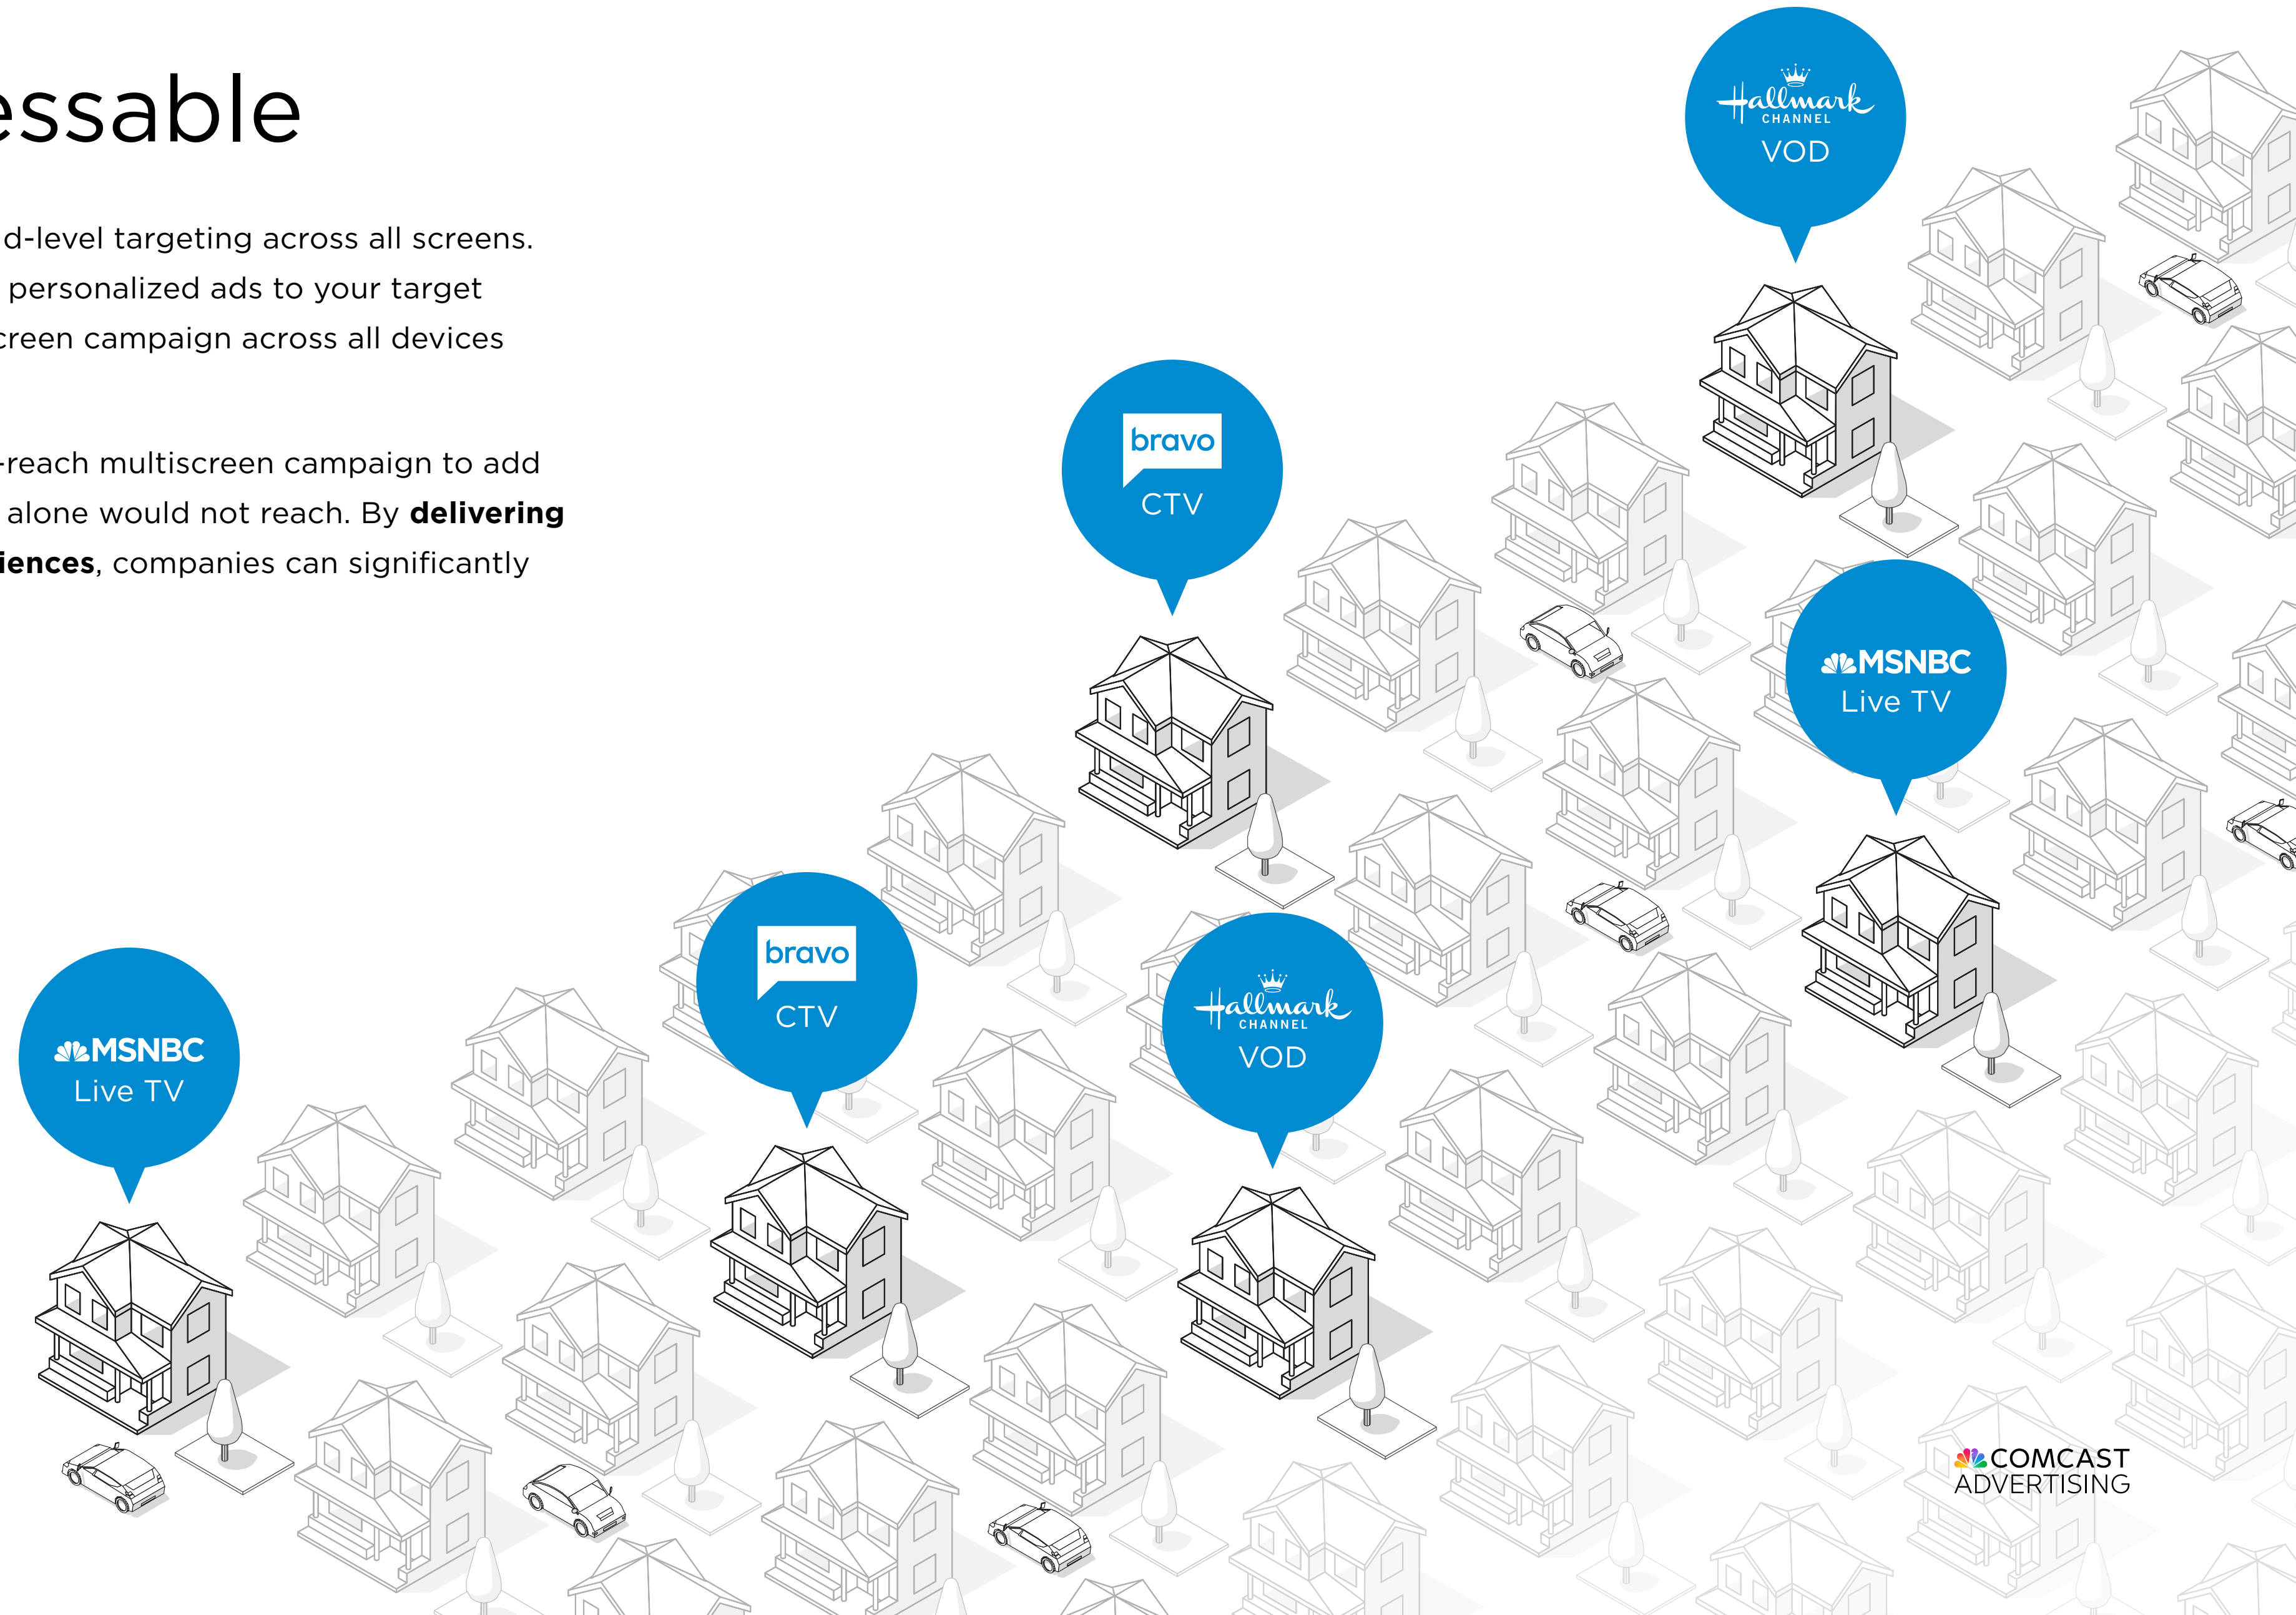 essable
d-level targeting across all screens.
personalized ads to your target
creen campaign across all devices
-reach multiscreen campaign to add
alone would not reach. By delivering
iences, companies can significantly
Hallmark
CHANNEL
VOD
bravo
CTV
MSNBC
Live TV
bravo
CTV
Hallmark
CHANNEL
VOD
MSNBC
Live TV
COMCAST
ADVERTISING